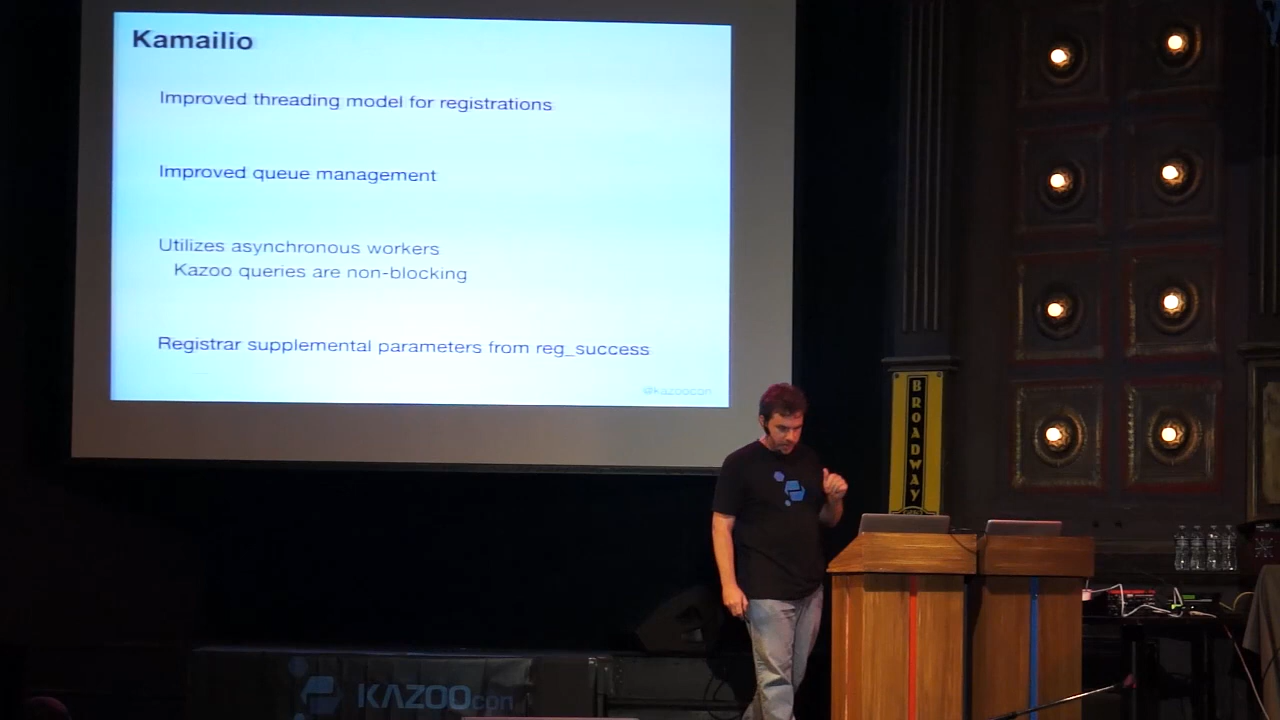 Kamailio
Improved threading model for registrations
Improved queue management
Utilizes asynchronous workers
Kazoo queries are non-blocking
Registrar supplemental parameters from reg_success
@kazoocon
BROADWAY
KAZOOcon